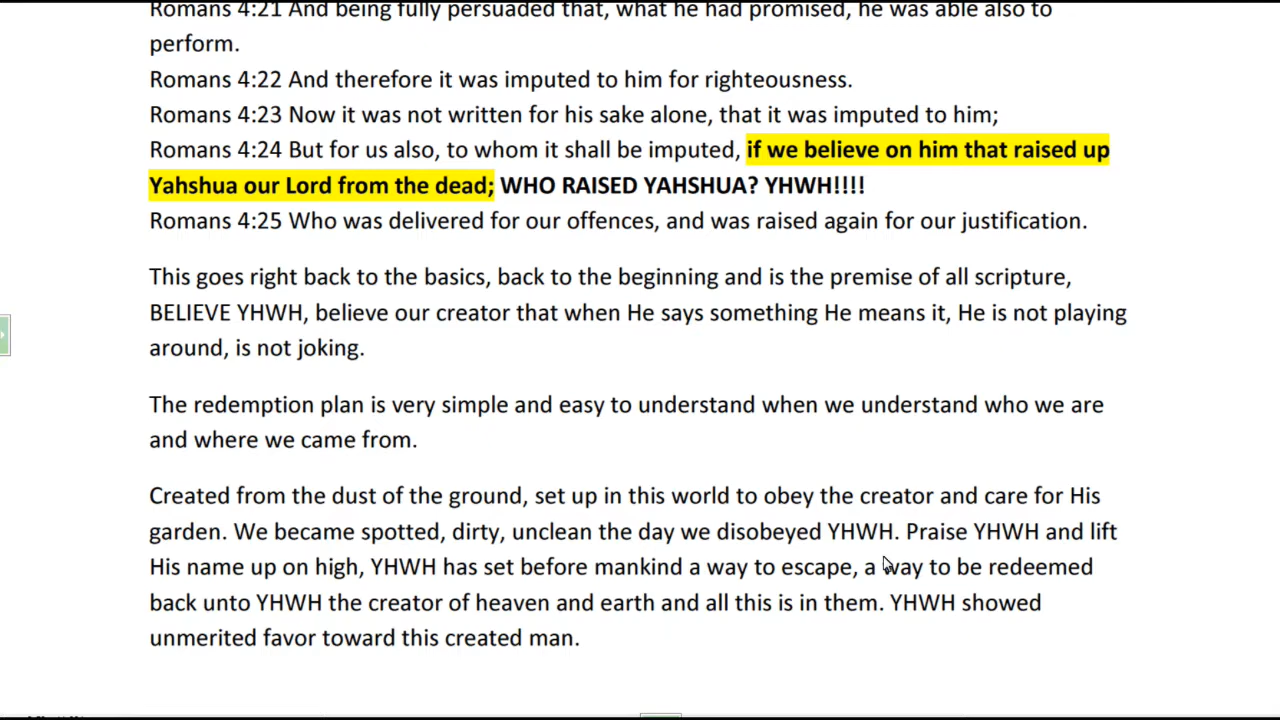 Romans 4:21 And being fully persuaded that, what he had promised, he was able also to
perform.
Romans 4:22 And therefore it was imputed to him for righteousness.
Romans 4:23 Now it was not written for his sake alone, that it was imputed to him;
Romans 4:24 But for us also, to whom it shall be imputed, if we believe on him that raised up
Yahshua our Lord from the dead; WHO RAISED YAHSHUA? YHWH!!!!
Romans 4:25 Who was delivered for our offences, and was raised again for our justification.
This goes right back to the basics, back to the beginning and is the premise of all scripture,
BELIEVE YHWH, believe our creator that when He says something He means it, He is not playing
around, is not joking.
The redemption plan is very simple and easy to understand when we understand who we are
and where we came from.
Created from the dust of the ground, set up in this world to obey the creator and care for His
garden. We became spotted, dirty, unclean the day we disobeyed YHWH. Praise YHWH and lift
His name up on high, YHWH has set before mankind a way to escape, a way to be redeemed
back unto YHWH the creator of heaven and earth and all this is in them. YHWH showed
unmerited favor toward this created man.